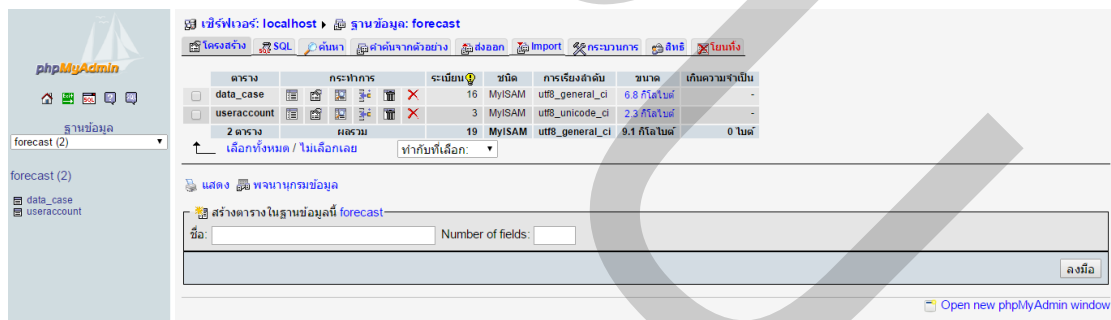 เซิร์ฟเวอร์: localhost ▸ ฐานข้อมูล: forecast
โครงสร้าง SQL ค้นหา คำค้นจากตัวอย่าง ส่งออก Import กระบวนการ สิทธิ โยนทิ้ง
phpMyAdmin
SQL
ฐานข้อมูล
forecast (2)
forecast (2)
data_case
useraccount
ตาราง กระทำการ ระเบียน ชนิด การเรียงลำดับ ขนาด เกินความจำเป็น
data_case 16 MyISAM utf8_general_ci 6.8 กิโลไบต์ -
useraccount 3 MyISAM utf8_unicode_ci 2.3 กิโลไบต์ -
2 ตาราง ผลรวม 19 MyISAM utf8_general_ci 9.1 กิโลไบต์ 0 ไบต์
เลือกทั้งหมด / ไม่เลือกเลย ทำกับที่เลือก:
แสดง พจนานุกรมข้อมูล
สร้างตารางในฐานข้อมูลนี้ forecast
ชื่อ: Number of fields:
ลงมือ
Open new phpMyAdmin window